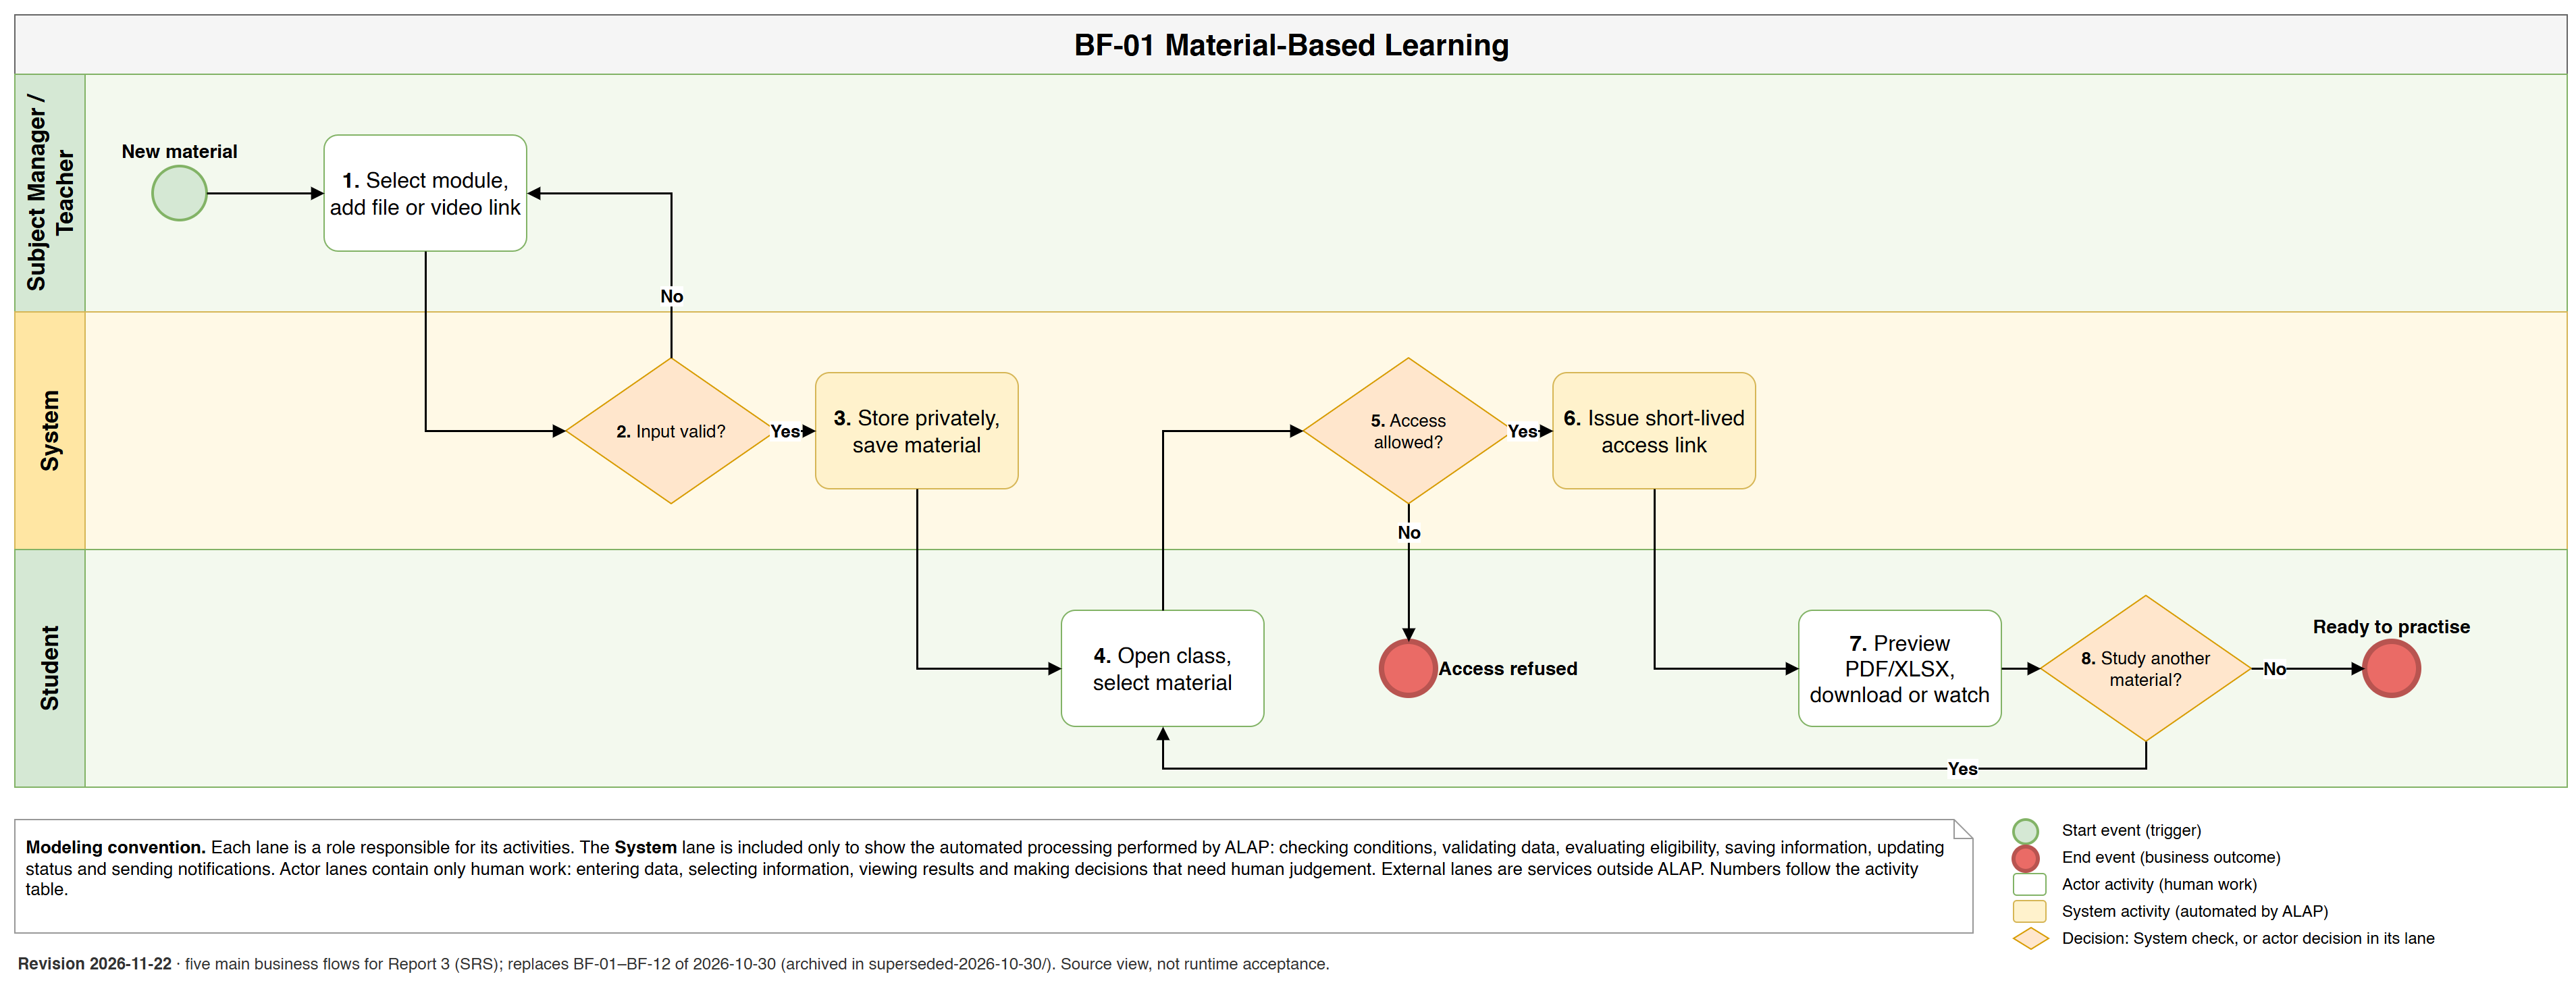 BF-01 Material-Based Learning
Subject Manager /
Teacher
New material
1. Select module,
add file or video link
No
System
2. Input valid?
Yes
3. Store privately,
save material
5. Access
allowed?
Yes
6. Issue short-lived
access link
No
Student
4. Open class,
select material
Access refused
7. Preview
PDF/XLSX,
download or watch
8. Study another
material?
No
Ready to practise
Yes
Modeling convention. Each lane is a role responsible for its activities. The System lane is included only to show the automated processing performed by ALAP: checking conditions, validating data, evaluating eligibility, saving information, updating
status and sending notifications. Actor lanes contain only human work: entering data, selecting information, viewing results and making decisions that need human judgement. External lanes are services outside ALAP. Numbers follow the activity
table.
Start event (trigger)
End event (business outcome)
Actor activity (human work)
System activity (automated by ALAP)
Decision: System check, or actor decision in its lane
Revision 2026-11-22 · five main business flows for Report 3 (SRS); replaces BF-01–BF-12 of 2026-10-30 (archived in superseded-2026-10-30/). Source view, not runtime acceptance.